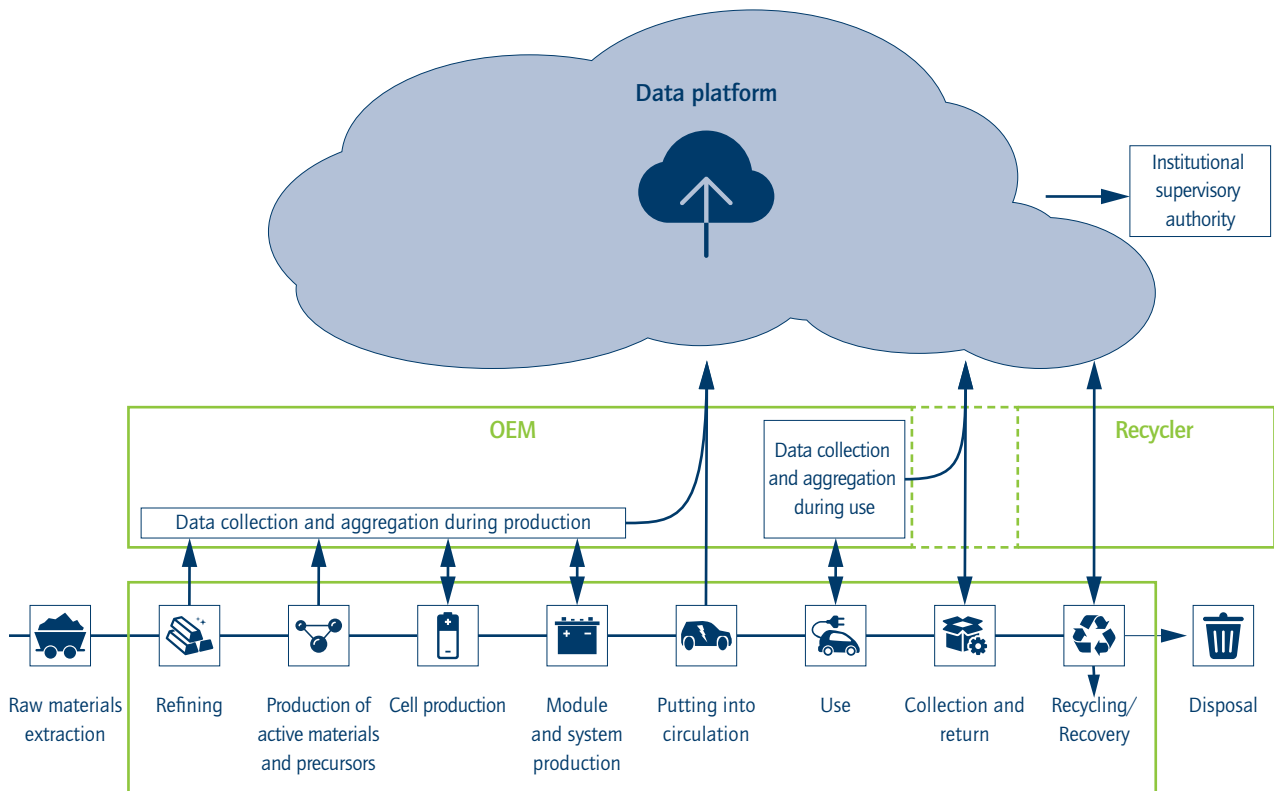 Data platform
Institutional
supervisory
authority
OEM
Recycler
Data collection
and aggregation
during use
Data collection and aggregation during production
Raw materials
extraction
Refining
Production of
active materials
and precursors
Cell production
Module
and system
production
Putting into
circulation
Use
Collection and
return
Recycling/
Recovery
Disposal